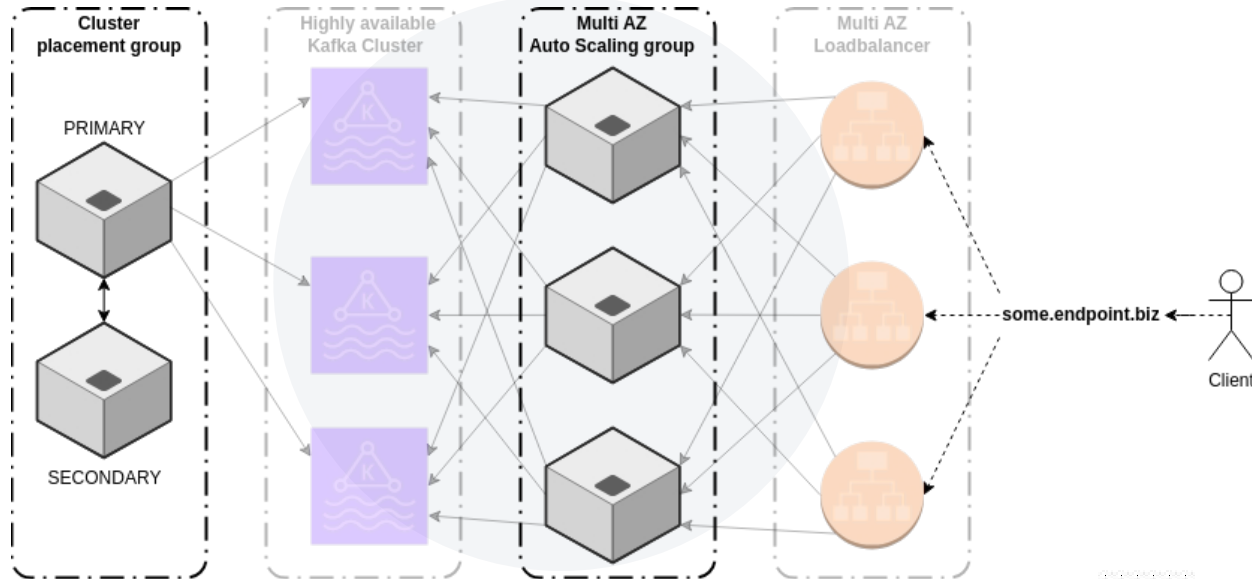 Cluster
placement group
Highly available
Kafka Cluster
Multi AZ
Auto Scaling group
Multi AZ
Loadbalancer
PRIMARY
K
K
K
SECONDARY
some.endpoint.biz
Client